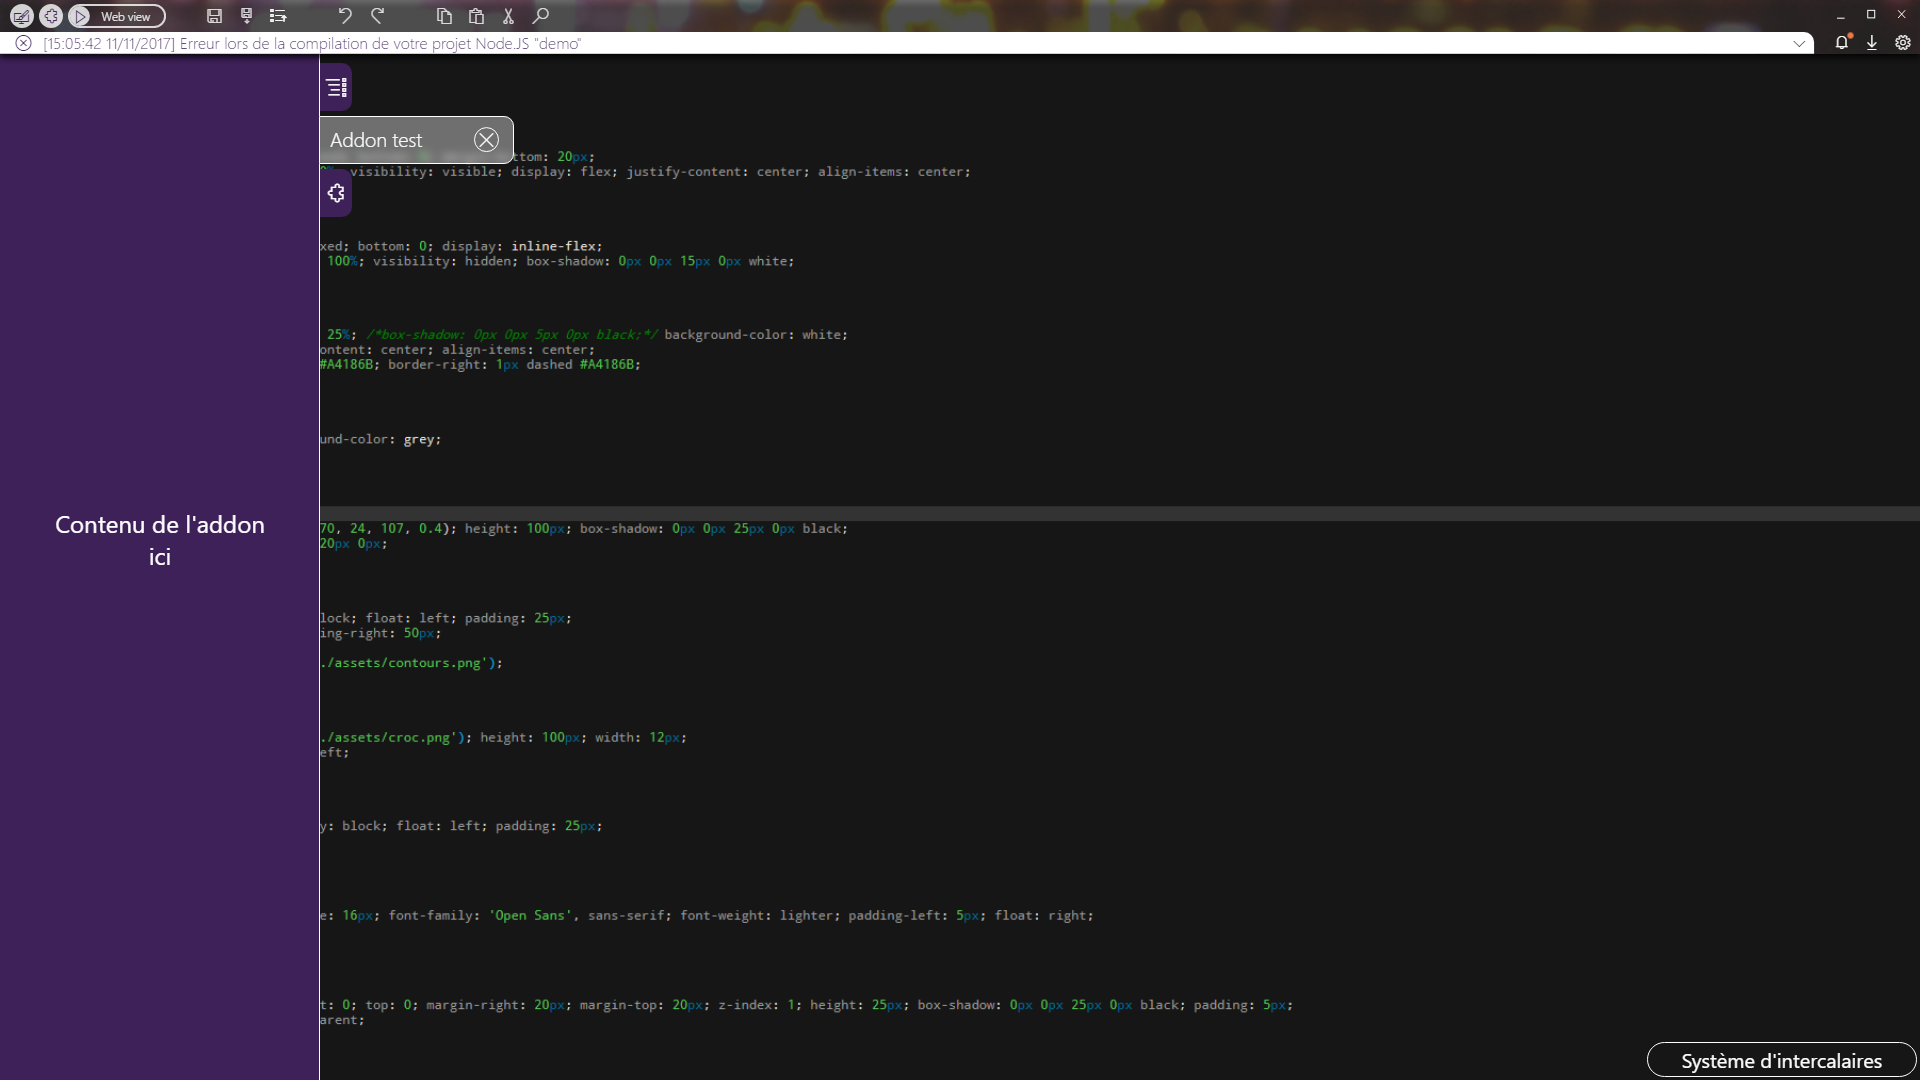 Web view
[15:05:42 11/11/2017] Erreur lors de la compilation de votre projet Node.JS "demo"
Addon test
ttom: 20px;
visibility: visible; display: flex; justify-content: center; align-items: center;
xed; bottom: 0; display: inline-flex;
100%; visibility: hidden; box-shadow: 0px 0px 15px 0px white;
25%; /*box-shadow: 0px 0px 5px 0px black;*/ background-color: white;
ontent: center; align-items: center;
#A4186B; border-right: 1px dashed #A4186B;
und-color: grey;
Contenu de l'addon
ici
70, 24, 107, 0.4); height: 100px; box-shadow: 0px 0px 25px 0px black;
20px 0px;
lock; float: left; padding: 25px;
ing-right: 50px;
./assets/contours.png');
./assets/croc.png'); height: 100px; width: 12px;
eft;
y: block; float: left; padding: 25px;
e: 16px; font-family: 'Open Sans', sans-serif; font-weight: lighter; padding-left: 5px; float: right;
t: 0; top: 0; margin-right: 20px; margin-top: 20px; z-index: 1; height: 25px; box-shadow: 0px 0px 25px 0px black; padding: 5px;
arent;
Système d'intercalaires